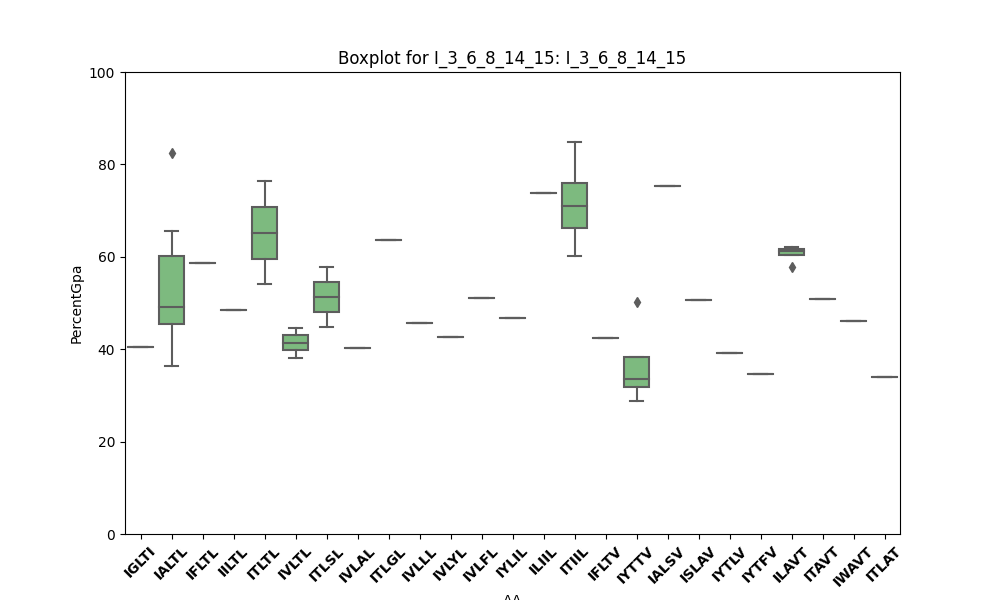 Boxplot for I_3_6_8_14_15: I_3_6_8_14_15
100
80
60
40
20
0
PercentGpa
IGLTI
IALTL
IFLTL
IILTL
ITLTL
IVLTL
ITLSL
IVLAL
ITLGL
IVLLL
IVLYL
IVLFL
IYLIL
ILIIL
ITIIL
IFLTV
IYTTV
IALSV
ISLAV
IYTLV
IYTFV
ILAVT
ITAVT
IWAVT
ITLAT
AA